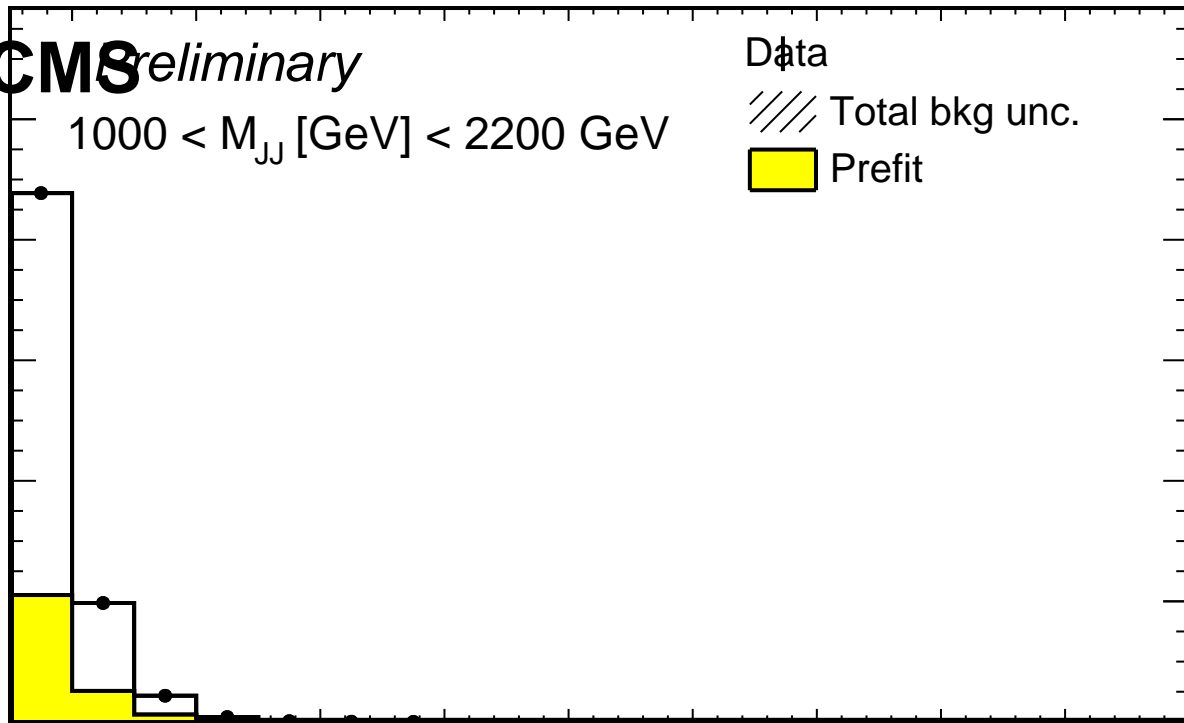 CMS Preliminary
1000 < M_JJ [GeV] < 2200 GeV
Data
Total bkg unc.
Prefit